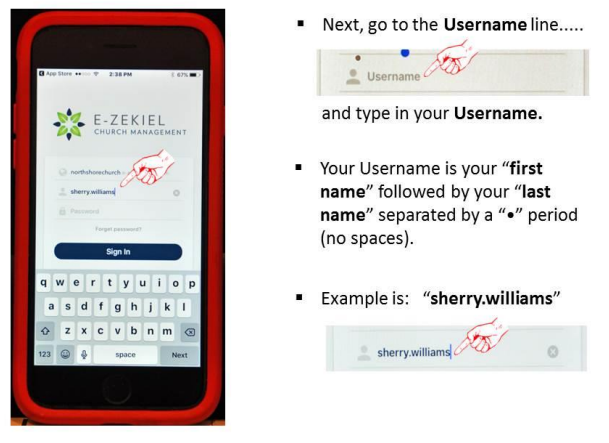 App Store 2:38 PM 67%
E-ZEKIEL
CHURCH MANAGEMENT
northshorechurch
sherry.williams
Password
Forgot password?
Sign In
q w e r t y u i o p
a s d f g h j k l
z x c v b n m
123 space Next
▪ Next, go to the Username line.....
Username
and type in your Username.
▪ Your Username is your “first
name” followed by your “last
name” separated by a “•” period
(no spaces).
▪ Example is: “sherry.williams”
sherry.williams